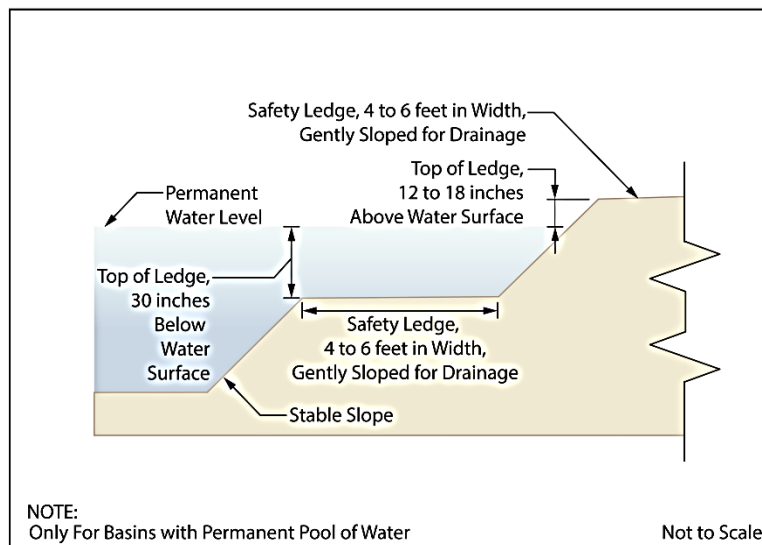 Safety Ledge, 4 to 6 feet in Width,
Gently Sloped for Drainage
Top of Ledge,
12 to 18 inches
Above Water Surface
Permanent
Water Level
Top of Ledge,
30 inches
Below
Water
Surface
Safety Ledge,
4 to 6 feet in Width,
Gently Sloped for Drainage
Stable Slope
NOTE:
Only For Basins with Permanent Pool of Water
Not to Scale